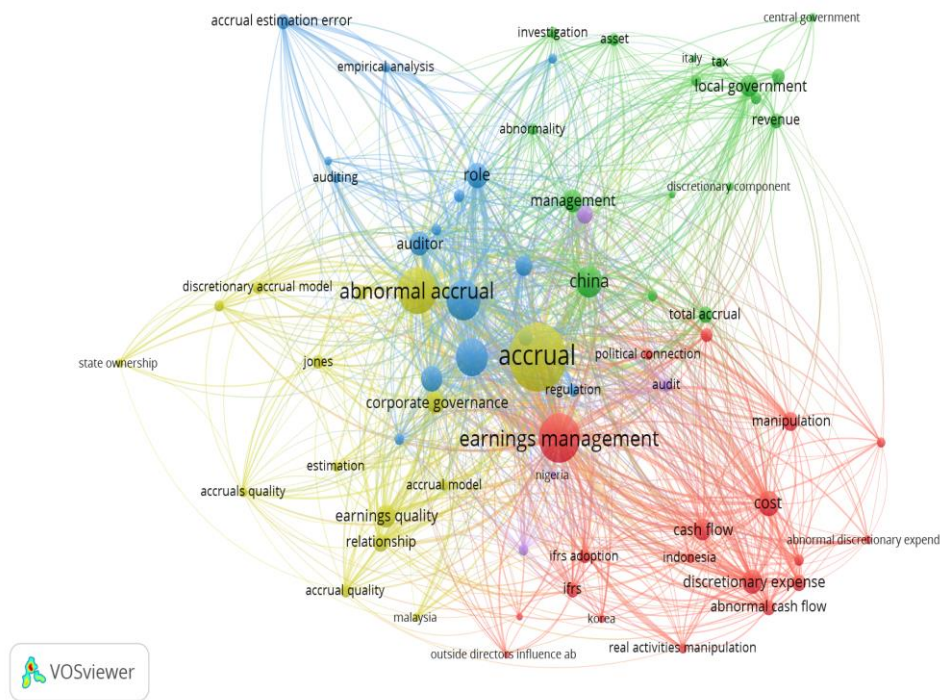 central government
accrual estimation error
investigation
asset
italy
tax
empirical analysis
local government
revenue
abnormality
role
auditing
discretionary component
management
auditor
china
discretionary accrual model
abnormal accrual
total accrual
accrual
political connection
state ownership
jones
regulation
audit
corporate governance
manipulation
earnings management
estimation
nigeria
accrual model
accruals quality
cost
earnings quality
cash flow
relationship
abnormal discretionary expend
ifrs adoption
indonesia
discretionary expense
accrual quality
ifrs
abnormal cash flow
malaysia
korea
real activities manipulation
outside directors influence ab
VOSviewer